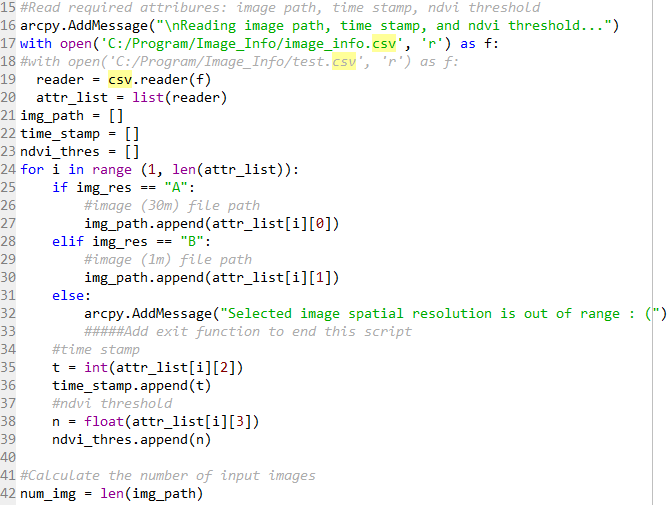 15 #Read required attribures: image path, time stamp, ndvi threshold
16 arcpy.AddMessage("\nReading image path, time stamp, and ndvi threshold...")
17 with open('C:/Program/Image_Info/image_info.csv', 'r') as f:
18 #with open('C:/Program/Image_Info/test.csv', 'r') as f:
19   reader = csv.reader(f)
20   attr_list = list(reader)
21 img_path = []
22 time_stamp = []
23 ndvi_thres = []
24 for i in range (1, len(attr_list)):
25     if img_res == "A":
26         #image (30m) file path
27         img_path.append(attr_list[i][0])
28     elif img_res == "B":
29         #image (1m) file path
30         img_path.append(attr_list[i][1])
31     else:
32         arcpy.AddMessage("Selected image spatial resolution is out of range : (")
33         #####Add exit function to end this script
34     #time stamp
35     t = int(attr_list[i][2])
36     time_stamp.append(t)
37     #ndvi threshold
38     n = float(attr_list[i][3])
39     ndvi_thres.append(n)
40
41 #Calculate the number of input images
42 num_img = len(img_path)